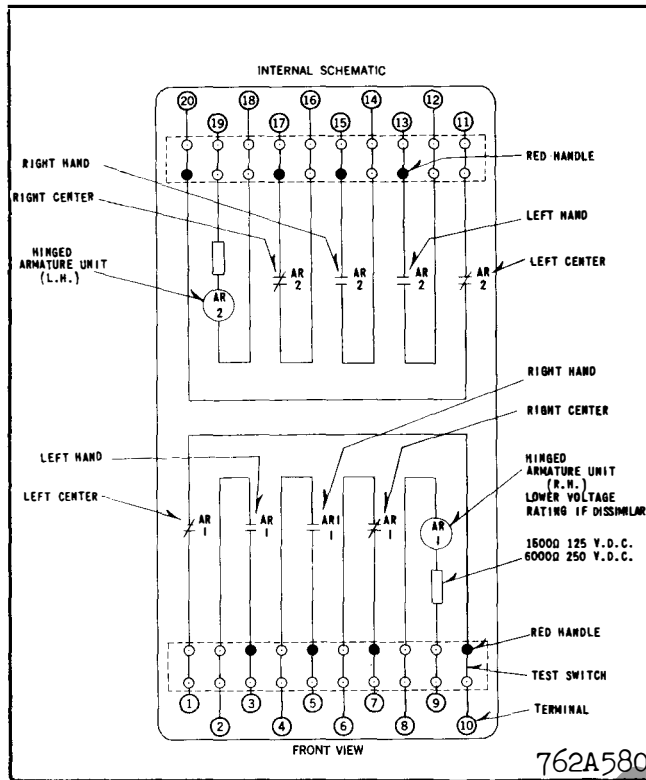 INTERNAL SCHEMATIC
20
18
16
14
12
19
17
15
13
11
RIGHT HAND
RED HANDLE
RIGHT CENTER
LEFT HAND
HINGED
ARMATURE UNIT
(L.H.)
LEFT CENTER
AR
2
AR
2
AR
2
AR
2
AR
2
RIGHT HAND
RIGHT CENTER
LEFT HAND
HINGED
ARMATURE UNIT
(R.H.)
LOWER VOLTAGE
RATING IF DISSIMILAR
LEFT CENTER
AR
1
AR
1
AR1
1
AR
1
AR
1
1500Ω 125 V.D.C.
6000Ω 250 V.D.C.
RED HANDLE
TEST SWITCH
1
3
5
7
9
TERMINAL
2
4
6
8
10
FRONT VIEW
762A580